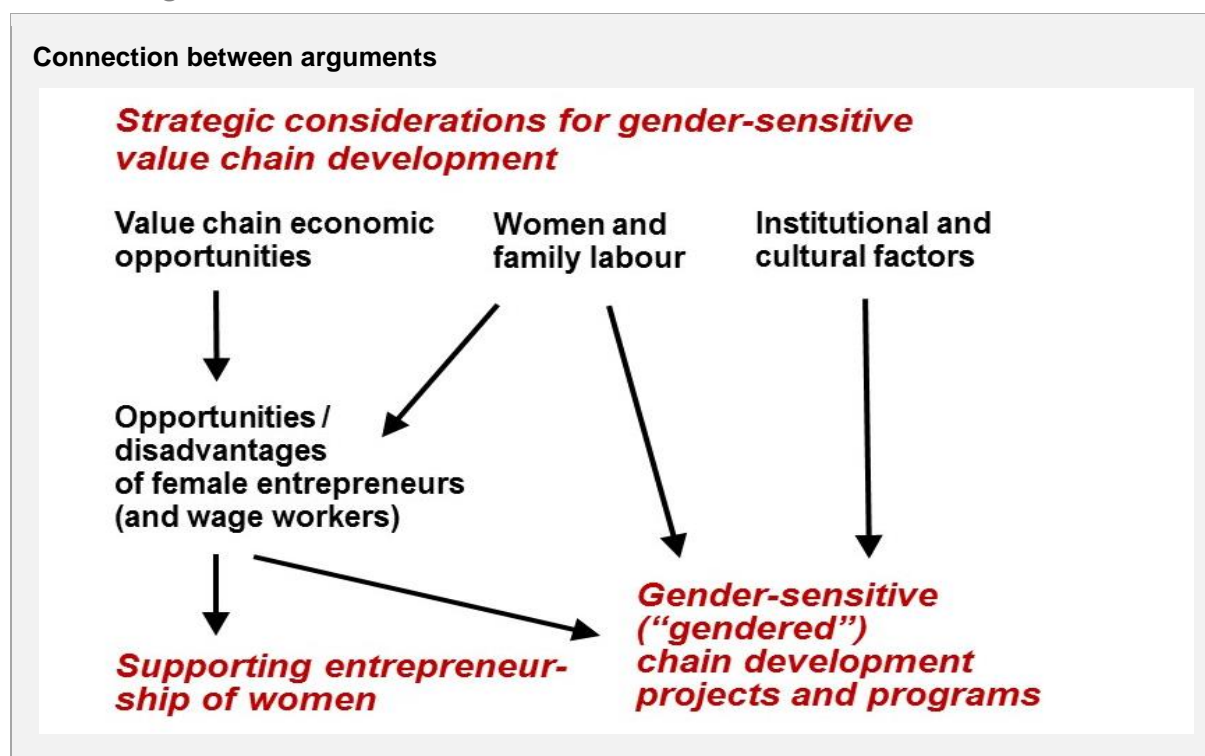 Connection between arguments
Strategic considerations for gender-sensitive
value chain development
Value chain economic
opportunities
Women and
family labour
Institutional and
cultural factors
Opportunities /
disadvantages
of female entrepreneurs
(and wage workers)
Supporting entrepreneur-
ship of women
Gender-sensitive
(“gendered”)
chain development
projects and programs